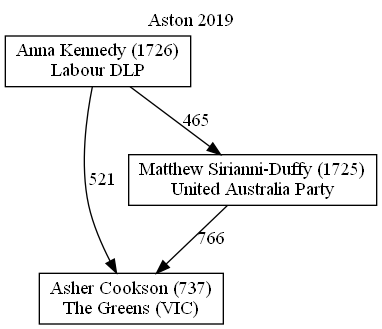 Aston 2019
Anna Kennedy (1726)
Labour DLP
465
Matthew Sirianni-Duffy (1725)
United Australia Party
521
766
Asher Cookson (737)
The Greens (VIC)